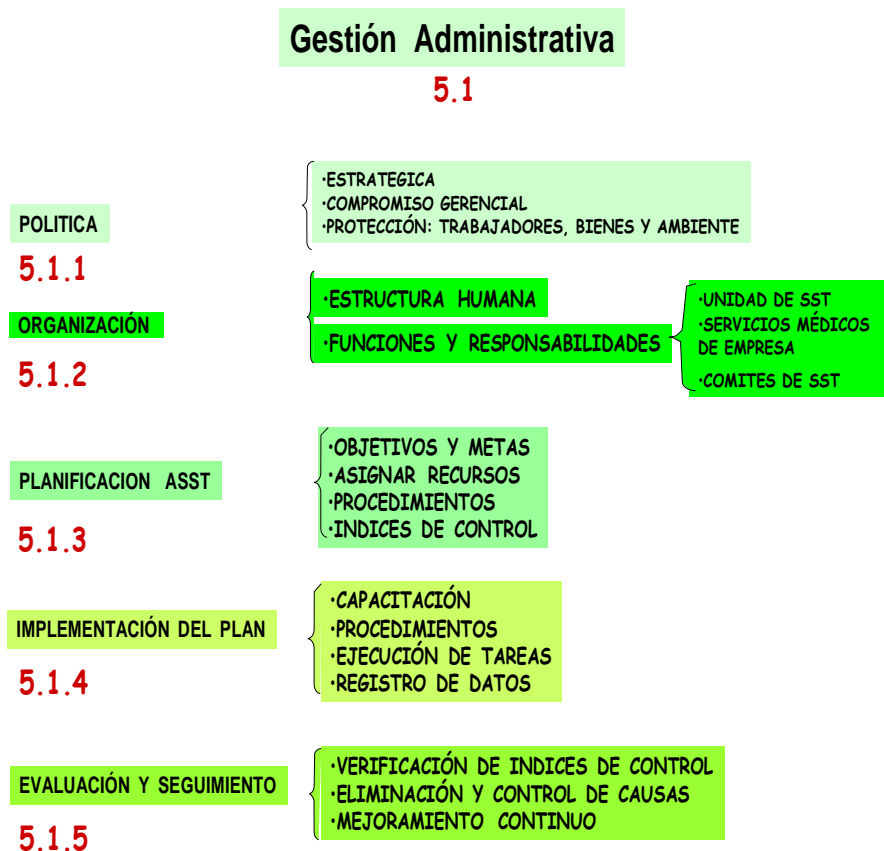 Gestión Administrativa
5.1
POLITICA
5.1.1
·ESTRATEGICA
·COMPROMISO GERENCIAL
·PROTECCIÓN: TRABAJADORES, BIENES Y AMBIENTE
ORGANIZACIÓN
5.1.2
·ESTRUCTURA HUMANA
·FUNCIONES Y RESPONSABILIDADES
·UNIDAD DE SST
·SERVICIOS MÉDICOS
DE EMPRESA
·COMITES DE SST
PLANIFICACION ASST
5.1.3
·OBJETIVOS Y METAS
·ASIGNAR RECURSOS
·PROCEDIMIENTOS
·INDICES DE CONTROL
IMPLEMENTACIÓN DEL PLAN
5.1.4
·CAPACITACIÓN
·PROCEDIMIENTOS
·EJECUCIÓN DE TAREAS
·REGISTRO DE DATOS
EVALUACIÓN Y SEGUIMIENTO
5.1.5
·VERIFICACIÓN DE INDICES DE CONTROL
·ELIMINACIÓN Y CONTROL DE CAUSAS
·MEJORAMIENTO CONTINUO